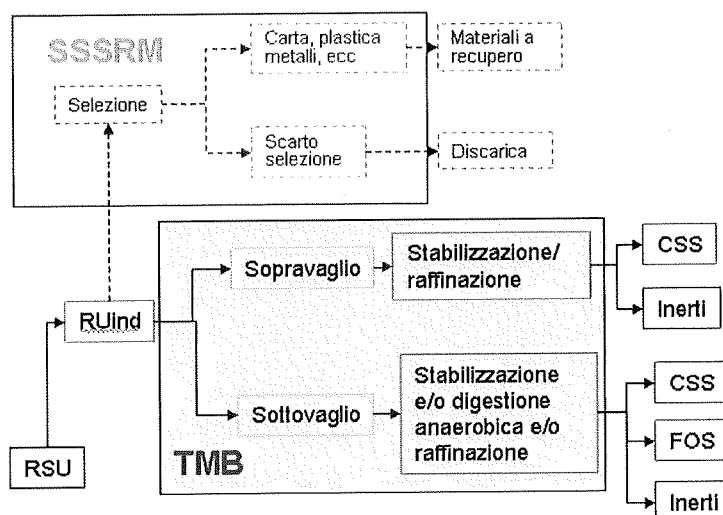 SSSRM
Selezione
Carta, plastica
metalli, ecc
Materiali a
recupero
Scarto
selezione
Discarica
RSU
RUind
TMB
Sopravaglio
Stabilizzazione/
raffinazione
CSS
Inerti
Sottovaglio
Stabilizzazione
e/o digestione
anaerobica e/o
raffinazione
CSS
FOS
Inerti